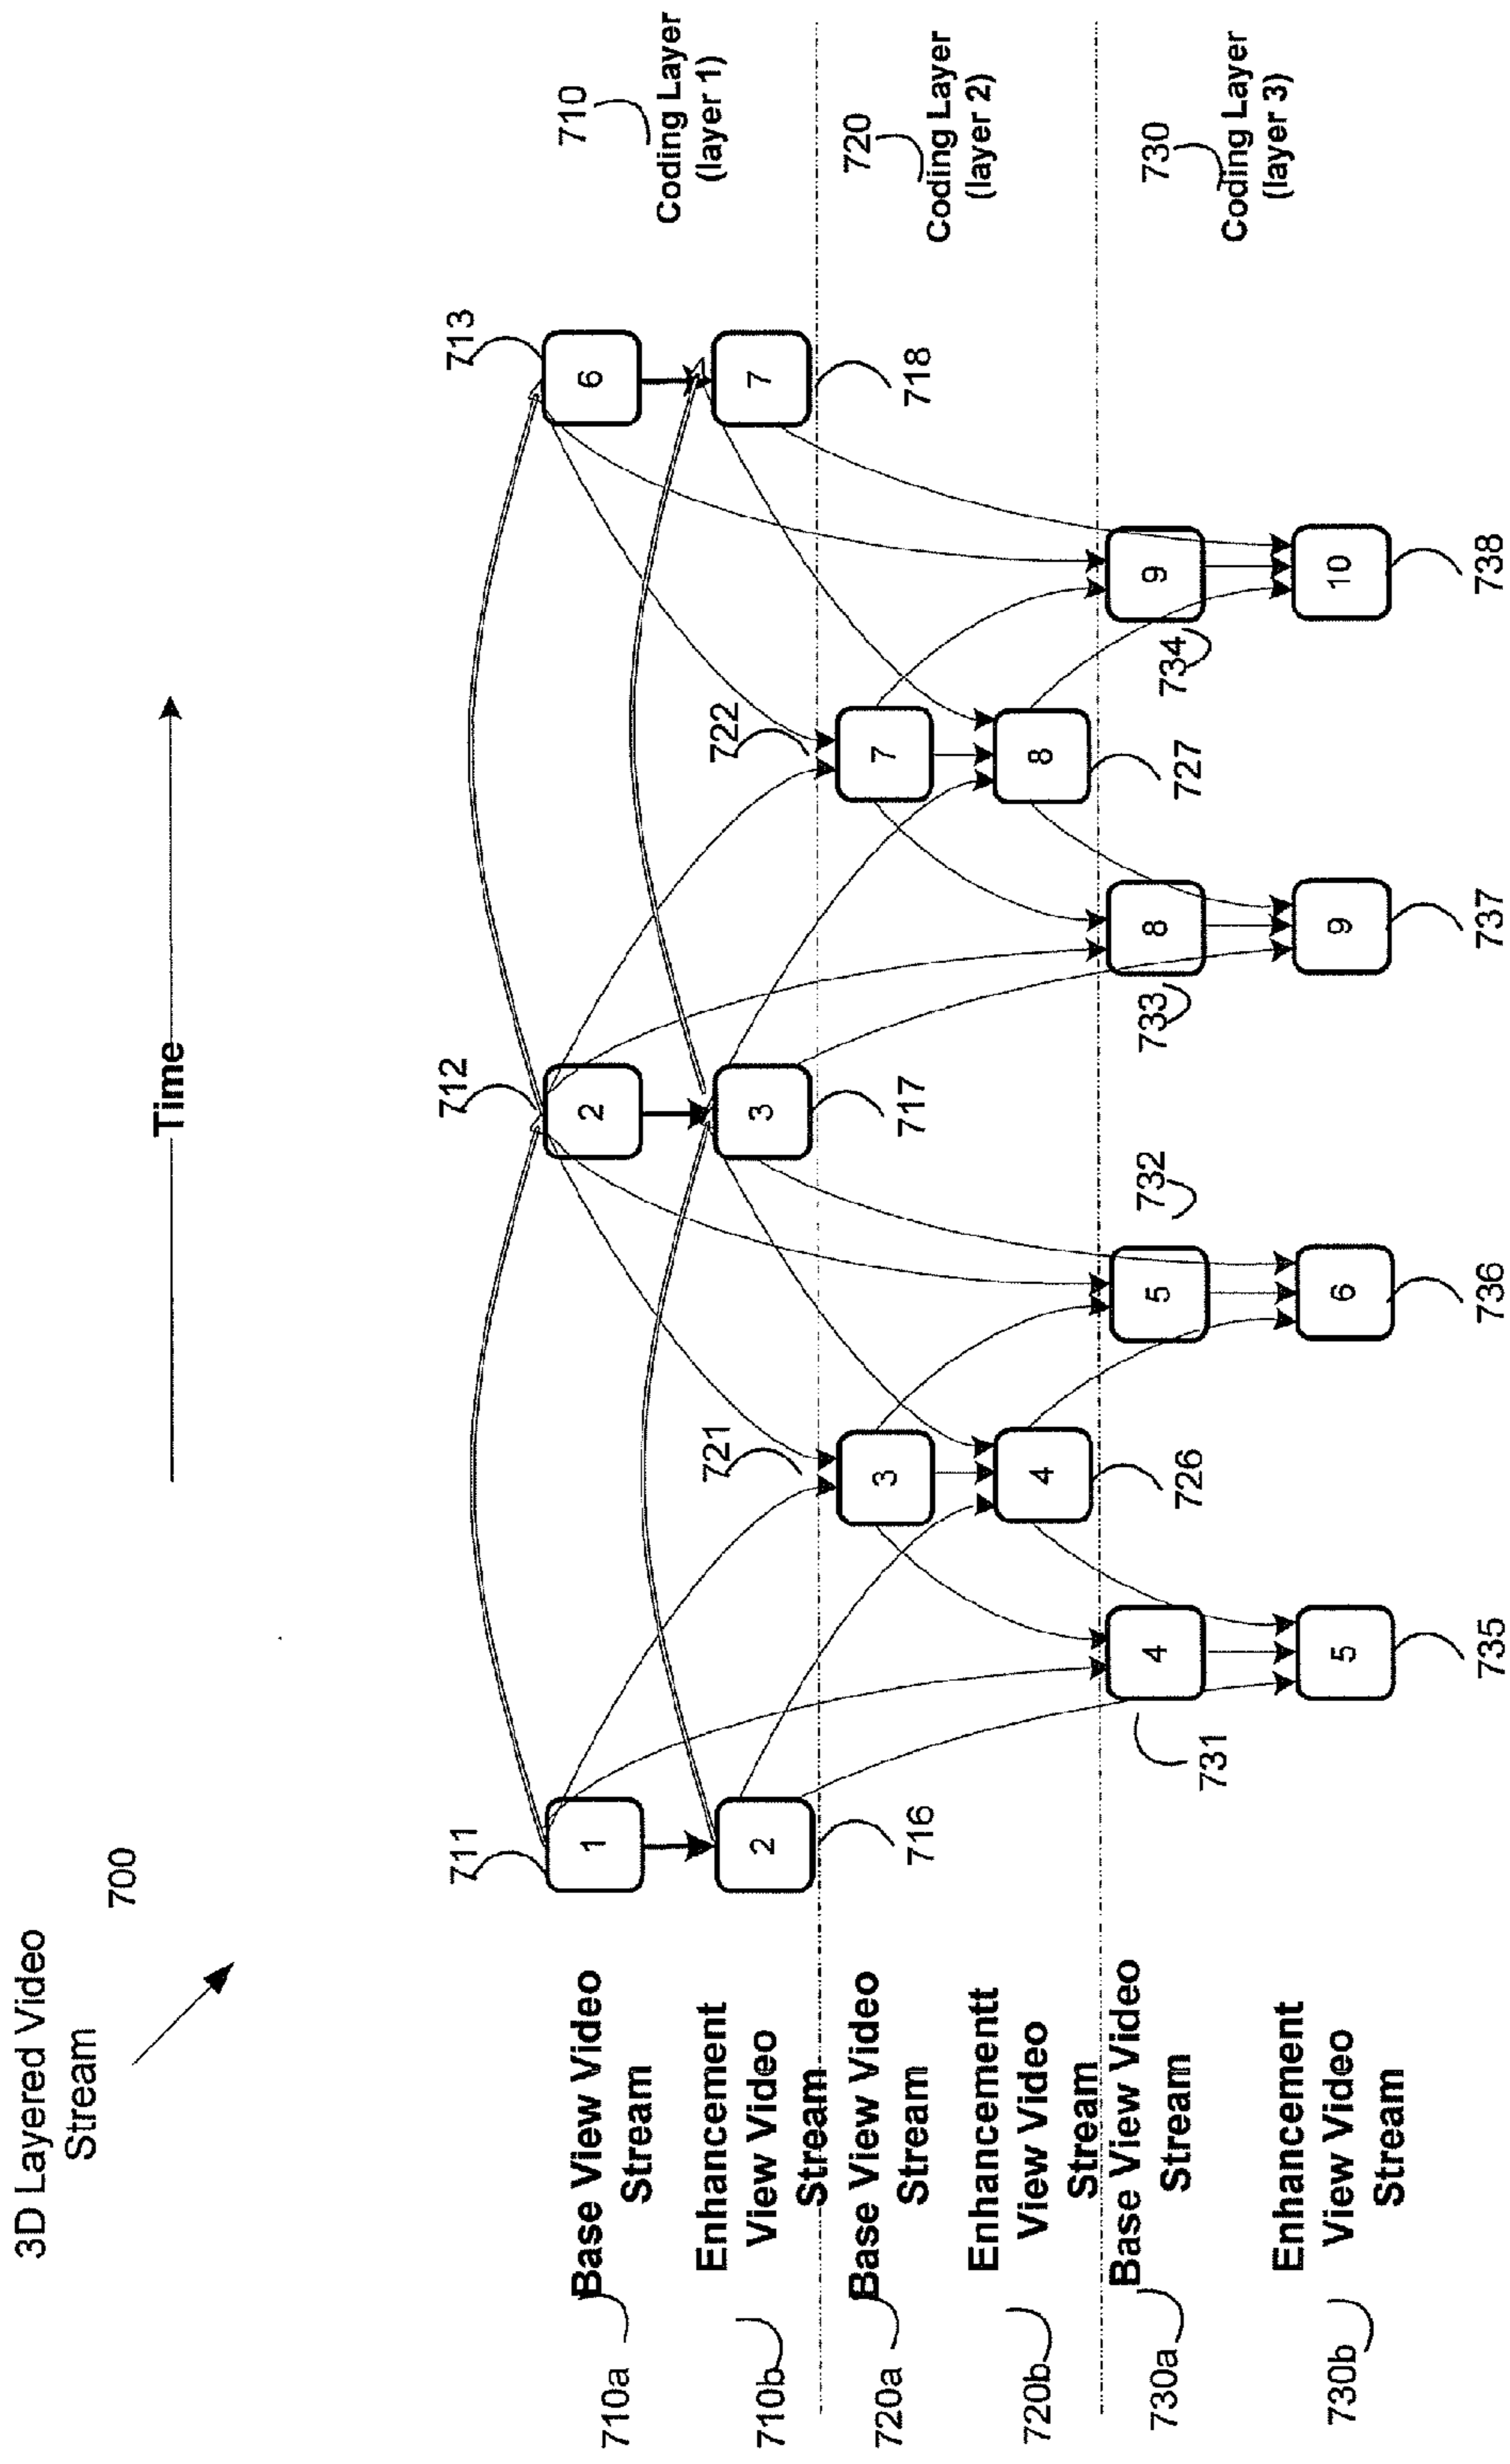 3D Layered Video
Stream
700
Time
711
712
713
710
Coding Layer
(layer 1)
710a
Base View Video
Stream
1
2
6
710b
Enhancement
View Video
Stream
2
3
7
716
717
718
720
Coding Layer
(layer 2)
721
722
720a
Base View Video
Stream
3
7
720b
Enhancementt
View Video
Stream
4
8
726
727
730
Coding Layer
(layer 3)
730a
Base View Video
Stream
4
5
8
9
731
732
733
734
730b
Enhancement
View Video
Stream
5
6
9
10
735
736
737
738